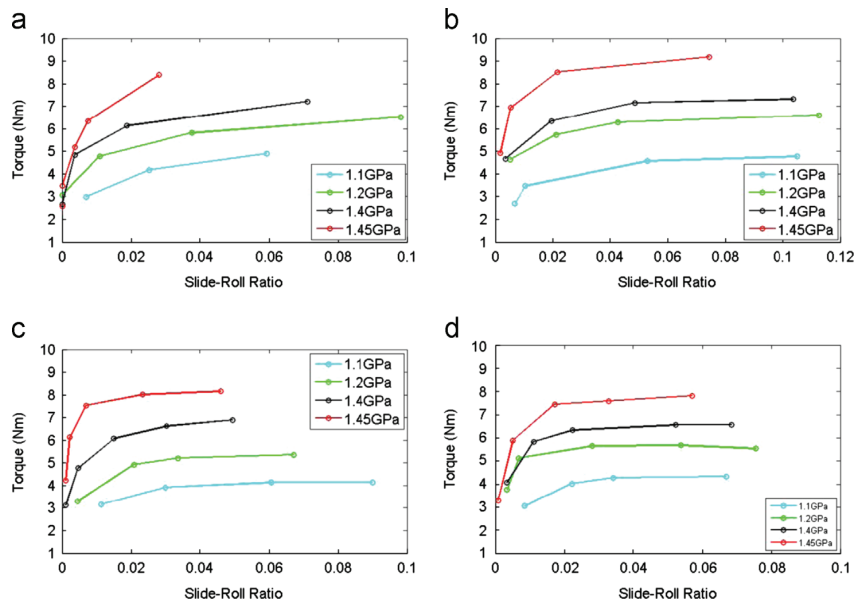 a
10
9
8
7
6
5
4
3
2
1
Torque (Nm)
0 0.02 0.04 0.06 0.08 0.1
Slide-Roll Ratio
1.1GPa
1.2GPa
1.4GPa
1.45GPa
b
10
9
8
7
6
5
4
3
2
1
Torque (Nm)
0 0.02 0.04 0.06 0.08 0.1 0.12
Slide-Roll Ratio
1.1GPa
1.2GPa
1.4GPa
1.45GPa
c
10
9
8
7
6
5
4
3
2
1
Torque (Nm)
0 0.02 0.04 0.06 0.08 0.1
Slide-Roll Ratio
1.1GPa
1.2GPa
1.4GPa
1.45GPa
d
10
9
8
7
6
5
4
3
2
1
Torque (Nm)
0 0.02 0.04 0.06 0.08 0.1
Slide-Roll Ratio
1.1GPa
1.2GPa
1.4GPa
1.45GPa